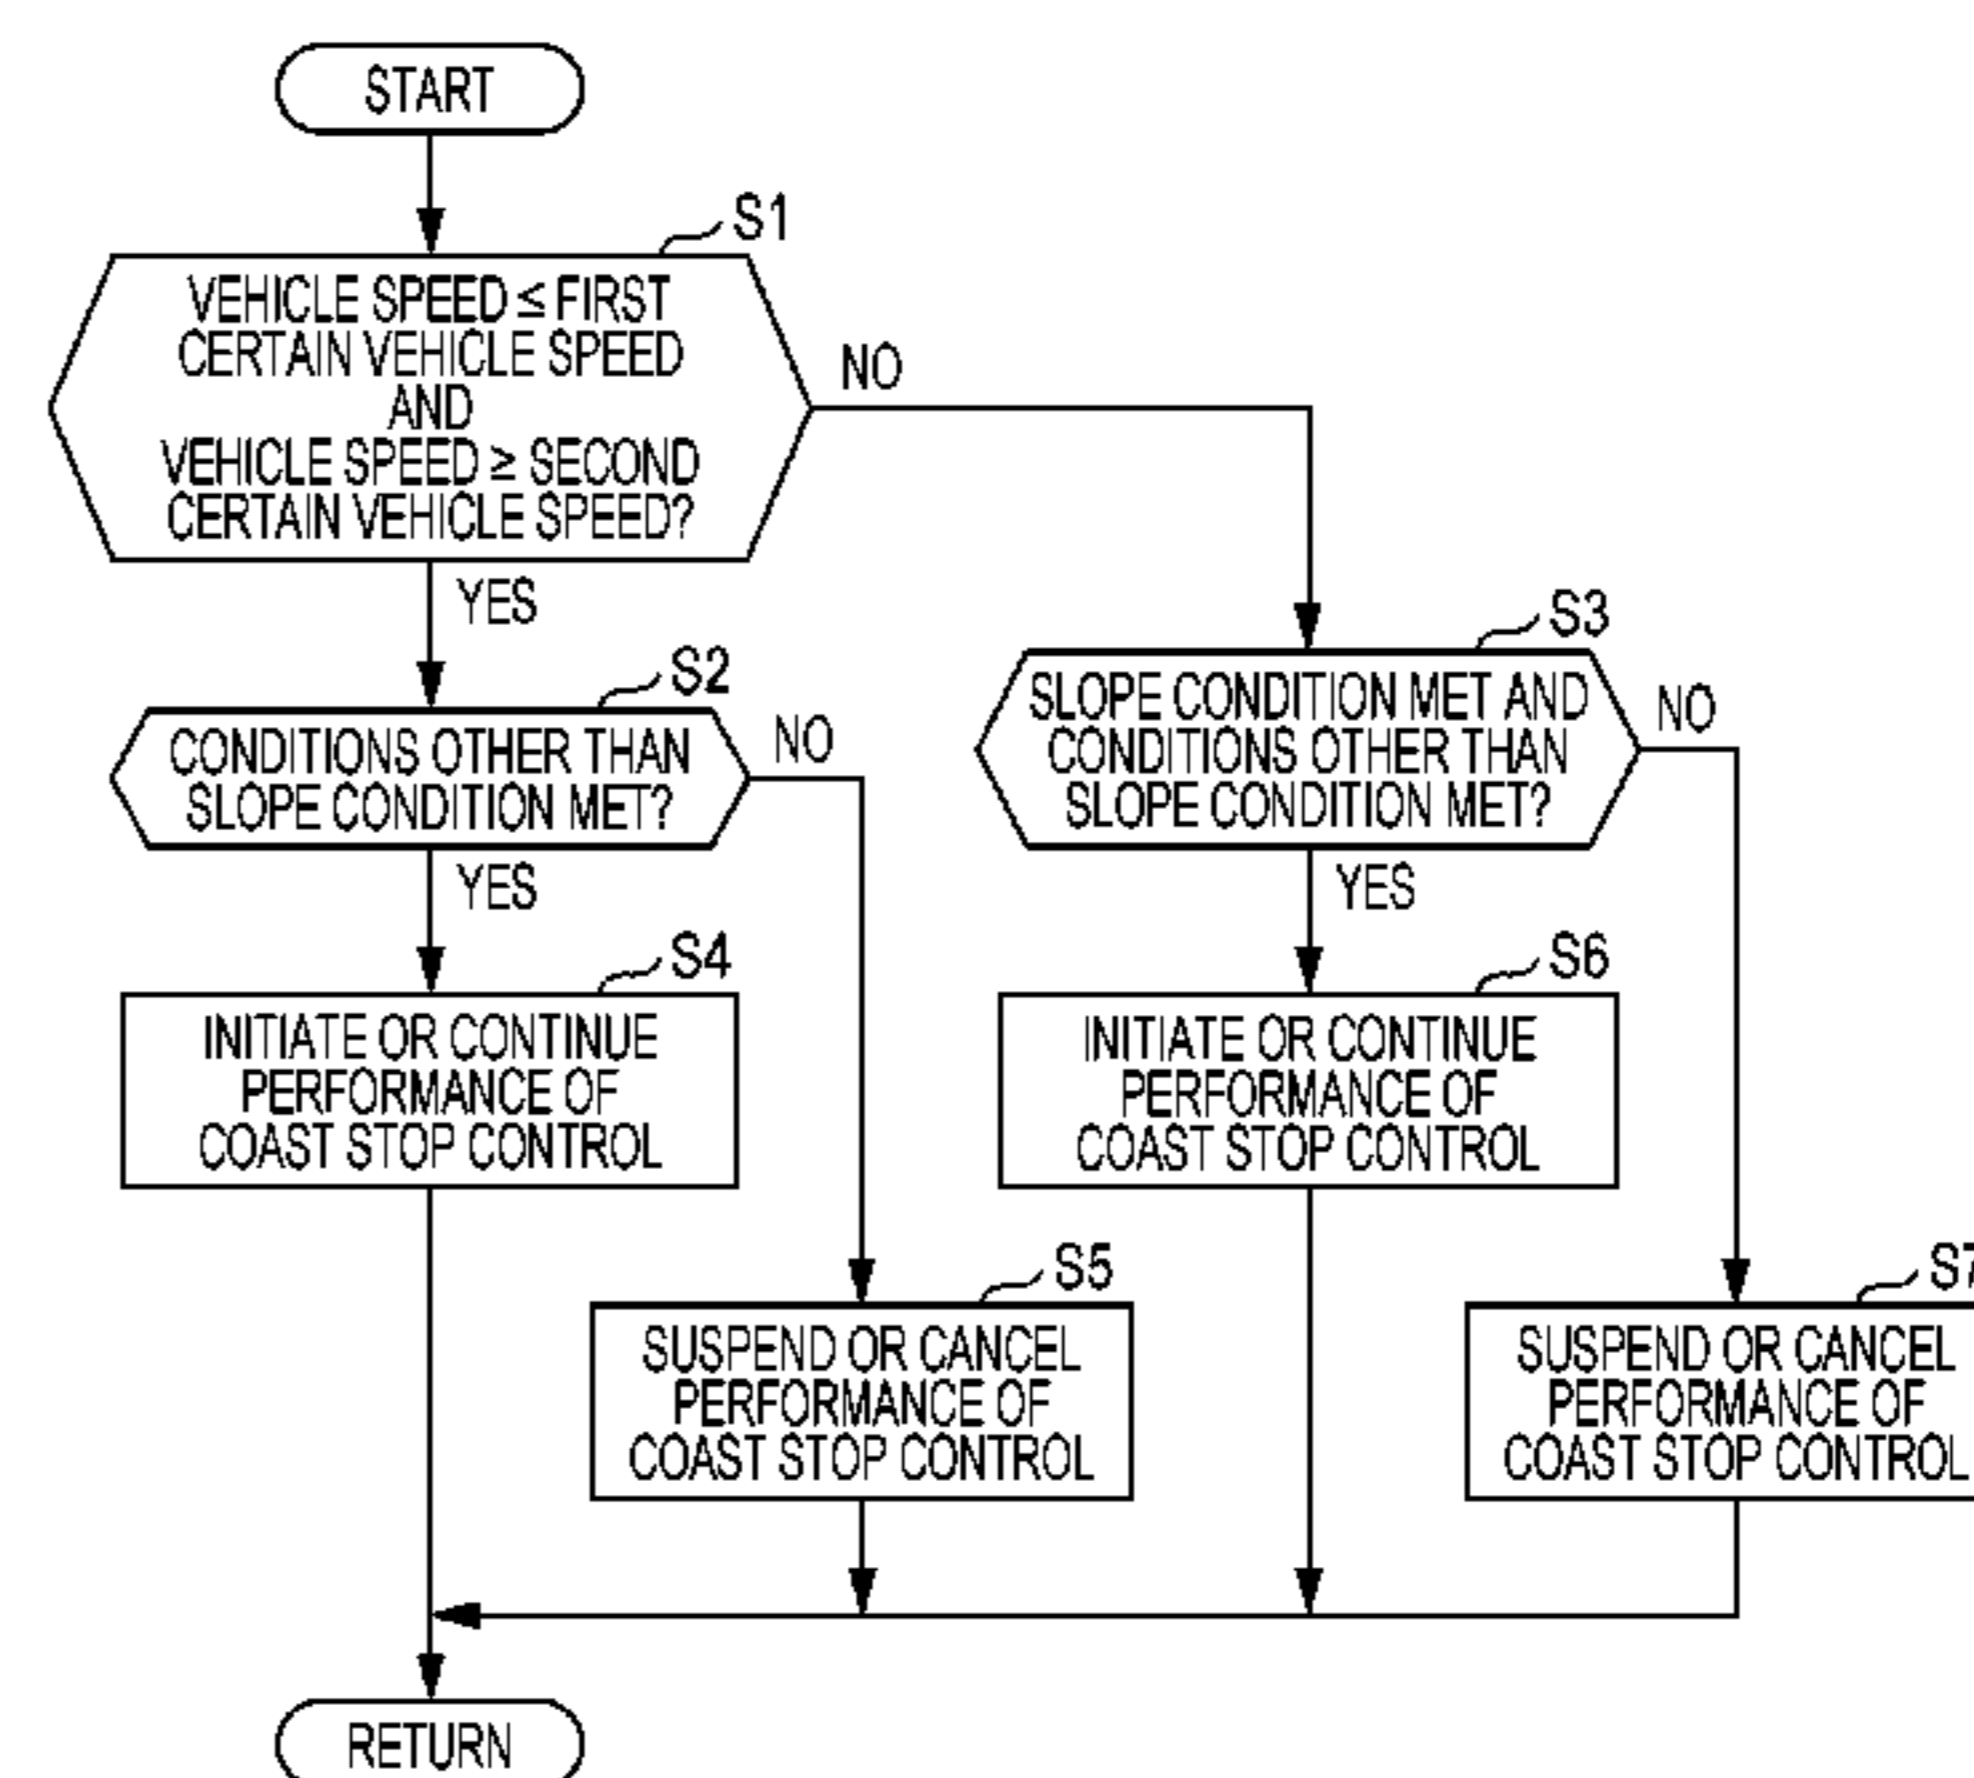 START
S1
VEHICLE SPEED ≤ FIRST
CERTAIN VEHICLE SPEED
AND
VEHICLE SPEED ≥ SECOND
CERTAIN VEHICLE SPEED?
NO
YES
S2
CONDITIONS OTHER THAN
SLOPE CONDITION MET?
NO
YES
S3
SLOPE CONDITION MET AND
CONDITIONS OTHER THAN
SLOPE CONDITION MET?
NO
YES
S4
INITIATE OR CONTINUE
PERFORMANCE OF
COAST STOP CONTROL
S6
INITIATE OR CONTINUE
PERFORMANCE OF
COAST STOP CONTROL
S5
SUSPEND OR CANCEL
PERFORMANCE OF
COAST STOP CONTROL
S7
SUSPEND OR CANCEL
PERFORMANCE OF
COAST STOP CONTROL
RETURN